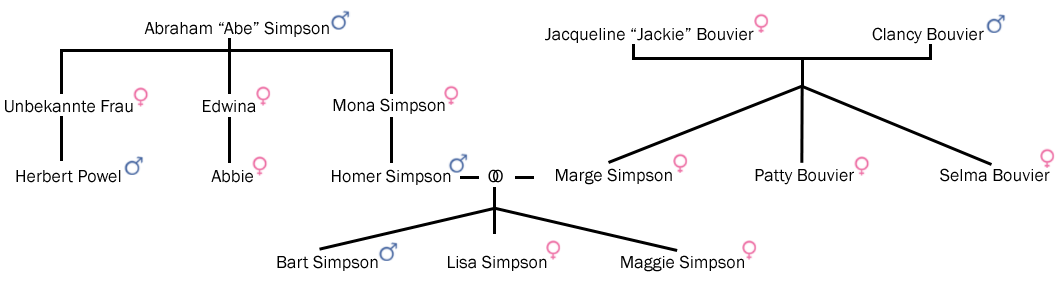 Abraham “Abe” Simpson
Jacqueline “Jackie” Bouvier
Clancy Bouvier
Unbekannte Frau
Edwina
Mona Simpson
Herbert Powel
Abbie
Homer Simpson
Marge Simpson
Patty Bouvier
Selma Bouvier
Bart Simpson
Lisa Simpson
Maggie Simpson